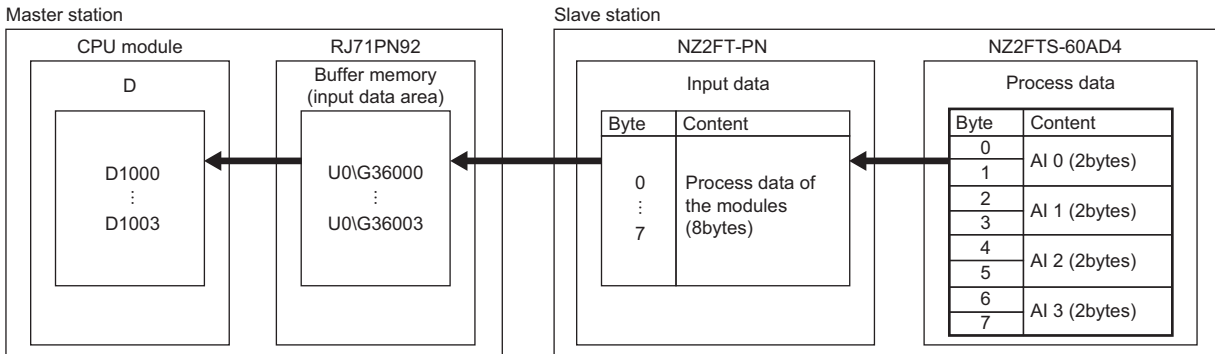 Master station
CPU module
D
D1000
⋮
D1003
RJ71PN92
Buffer memory
(input data area)
U0\G36000
⋮
U0\G36003
Slave station
NZ2FT-PN
Input data
Byte Content
0
⋮
7
Process data of
the modules
(8bytes)
NZ2FTS-60AD4
Process data
Byte Content
0
1
AI 0 (2bytes)
2
3
AI 1 (2bytes)
4
5
AI 2 (2bytes)
6
7
AI 3 (2bytes)